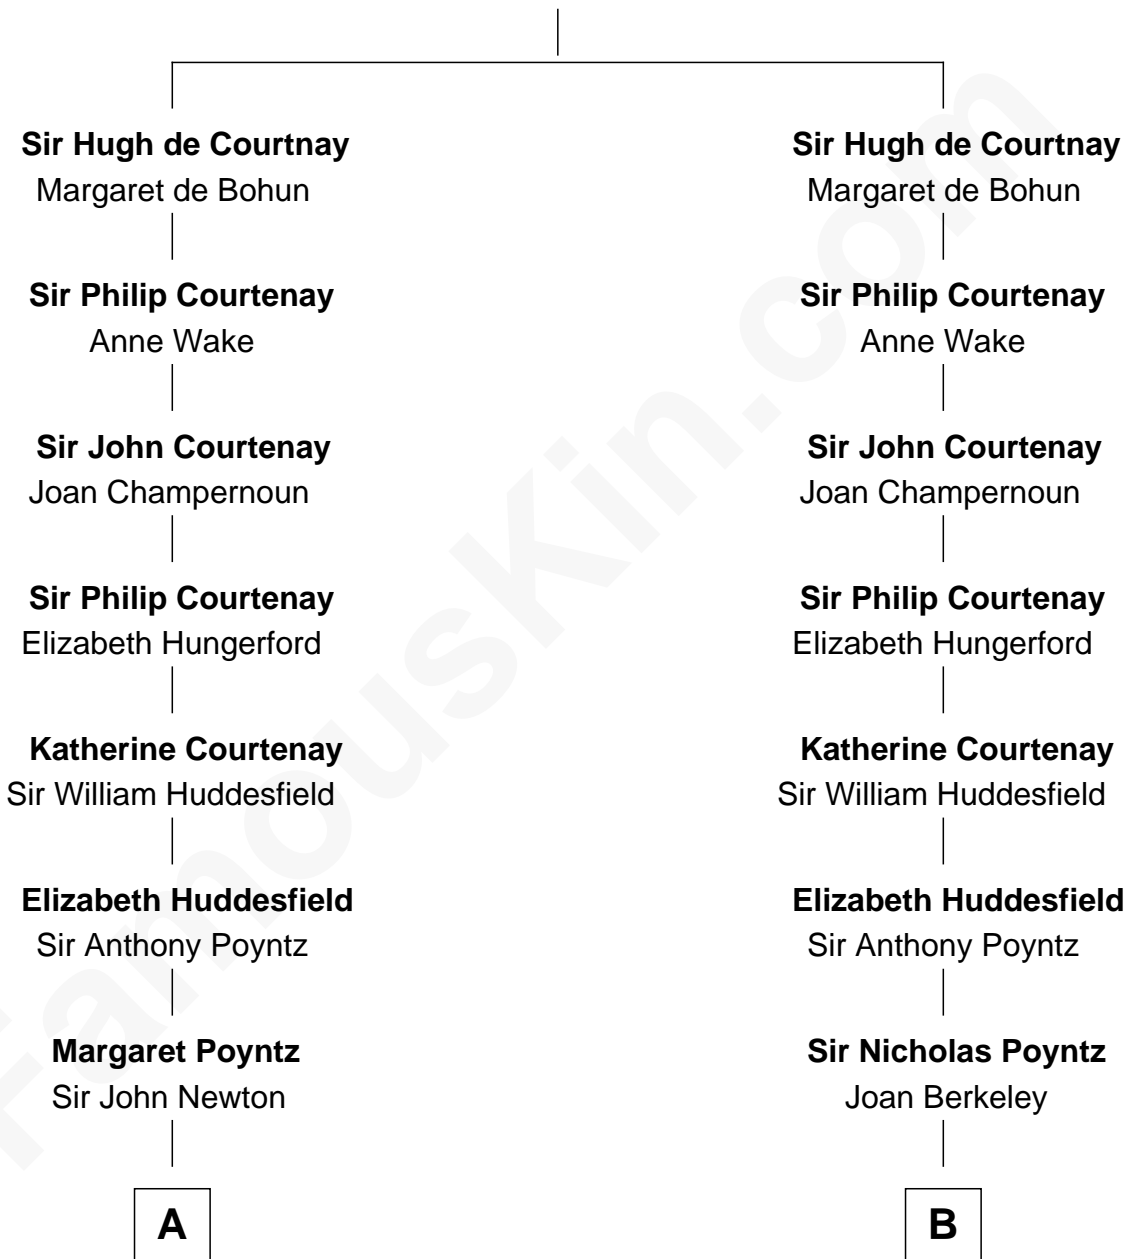 Sir Hugh de Courtnay
Margaret de Bohun
Sir Philip Courtenay
Anne Wake
Sir John Courtenay
Joan Champernoun
Sir Philip Courtenay
Elizabeth Hungerford
Katherine Courtenay
Sir William Huddesfield
Elizabeth Huddesfield
Sir Anthony Poyntz
Margaret Poyntz
Sir John Newton
A
Sir Hugh de Courtnay
Margaret de Bohun
Sir Philip Courtenay
Anne Wake
Sir John Courtenay
Joan Champernoun
Sir Philip Courtenay
Elizabeth Hungerford
Katherine Courtenay
Sir William Huddesfield
Elizabeth Huddesfield
Sir Anthony Poyntz
Sir Nicholas Poyntz
Joan Berkeley
B
FamousKin.com